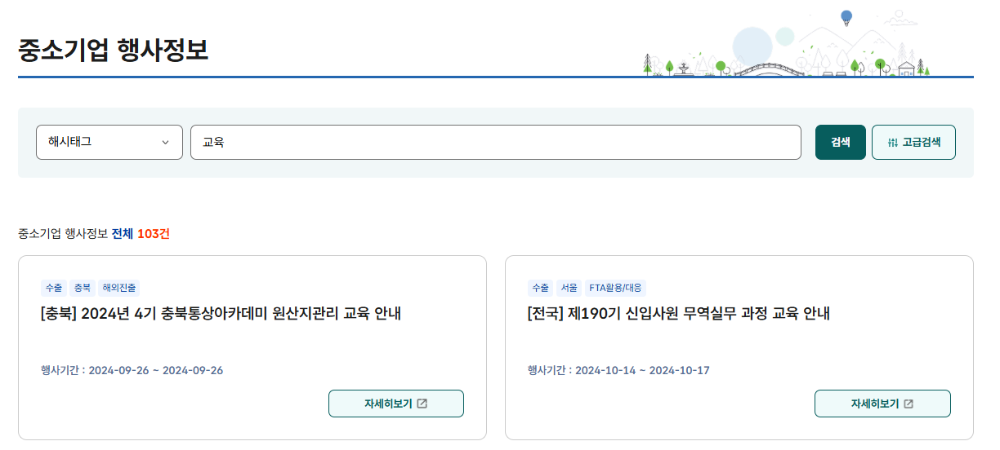 중소기업 행사정보
해시태그
교육
검색
고급검색
중소기업 행사정보 전체 103건
수출 충북 해외진출
[충북] 2024년 4기 충북통상아카데미 원산지관리 교육 안내
행사기간 : 2024-09-26 ~ 2024-09-26
자세히보기
수출 서울 FTA활용/대응
[전국] 제190기 신입사원 무역실무 과정 교육 안내
행사기간 : 2024-10-14 ~ 2024-10-17
자세히보기